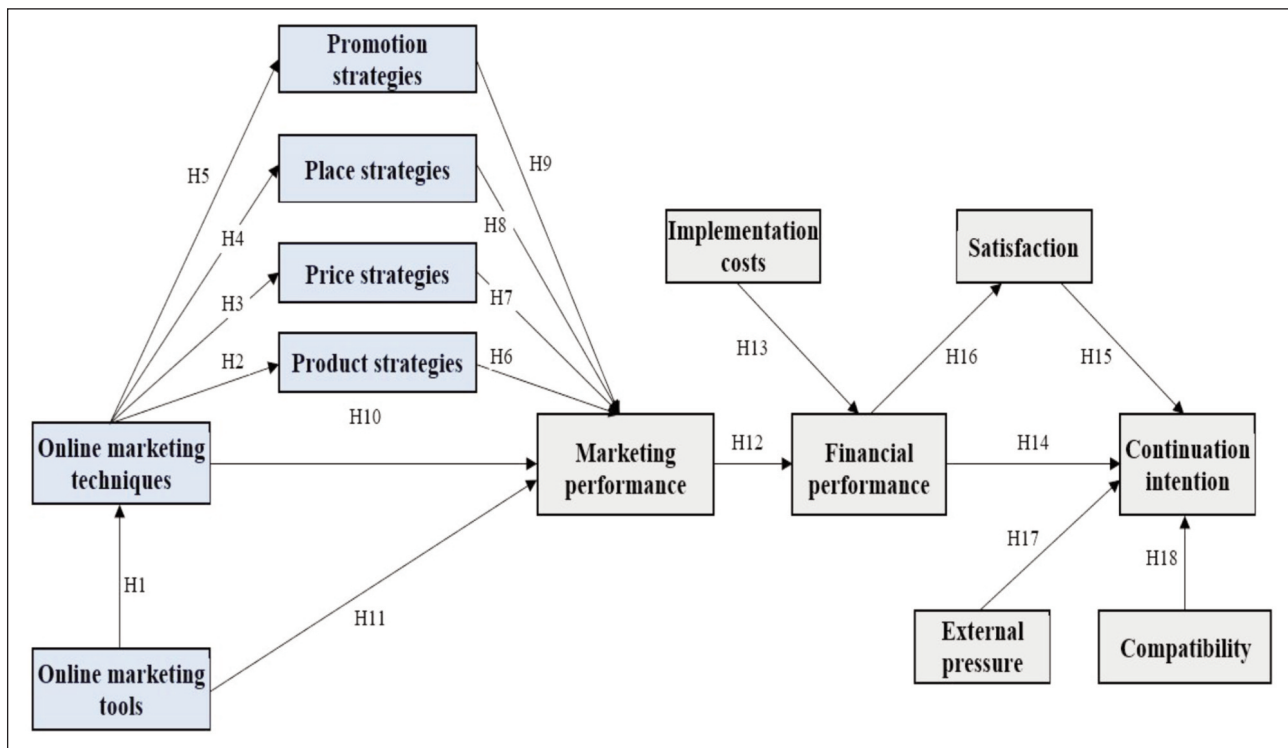 Promotion
strategies
H5
Place strategies
H9
H4
H8
Implementation
costs
Satisfaction
Price strategies
H3
H7
H2
Product strategies
H6
H13
H16
H15
H10
Online marketing
techniques
Marketing
performance
H12
Financial
performance
H14
Continuation
intention
H17
H18
H1
H11
External
pressure
Compatibility
Online marketing
tools